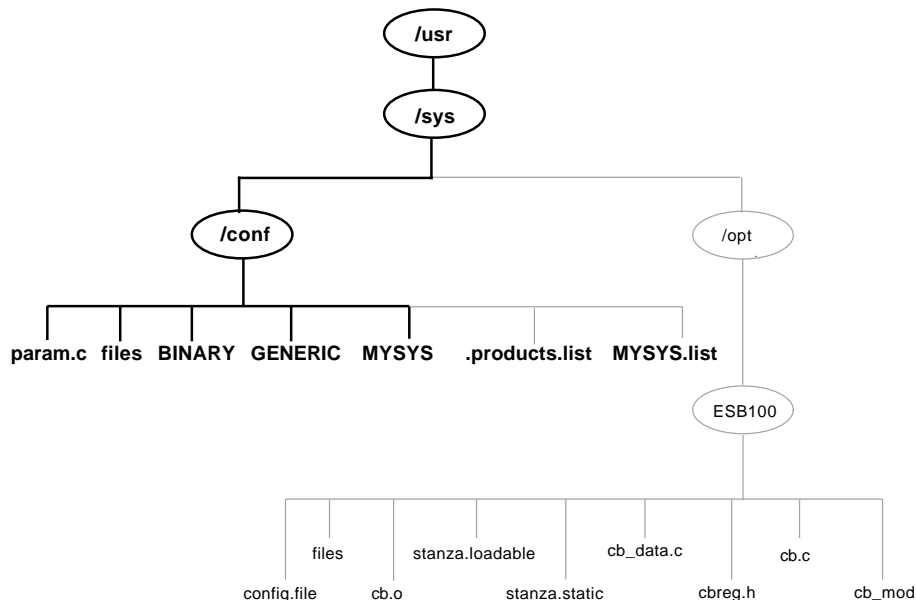 /usr
/sys
/conf
/opt
param.c files BINARY GENERIC MYSYS .products.list MYSYS.list
ESB100
files stanza.loadable cb_data.c cb.c
config.file cb.o stanza.static cbreg.h cb_mod